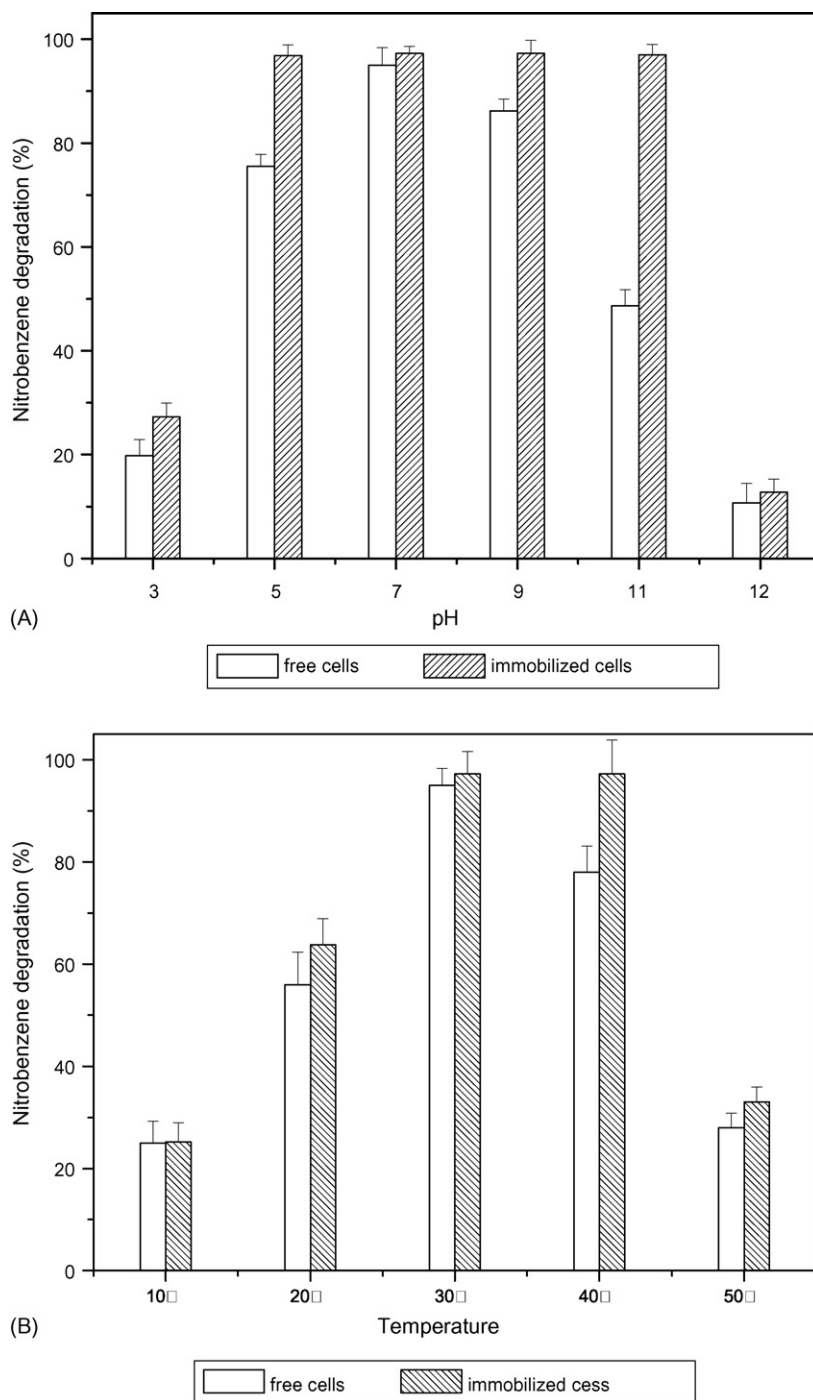 100
80
60
40
20
0
Nitrobenzene degradation (%)
3 5 7 9 11 12
(A)
pH
free cells immobilized cells
100
80
60
40
20
0
Nitrobenzene degradation (%)
10□ 20□ 30□ 40□ 50□
(B)
Temperature
free cells immobilized cess